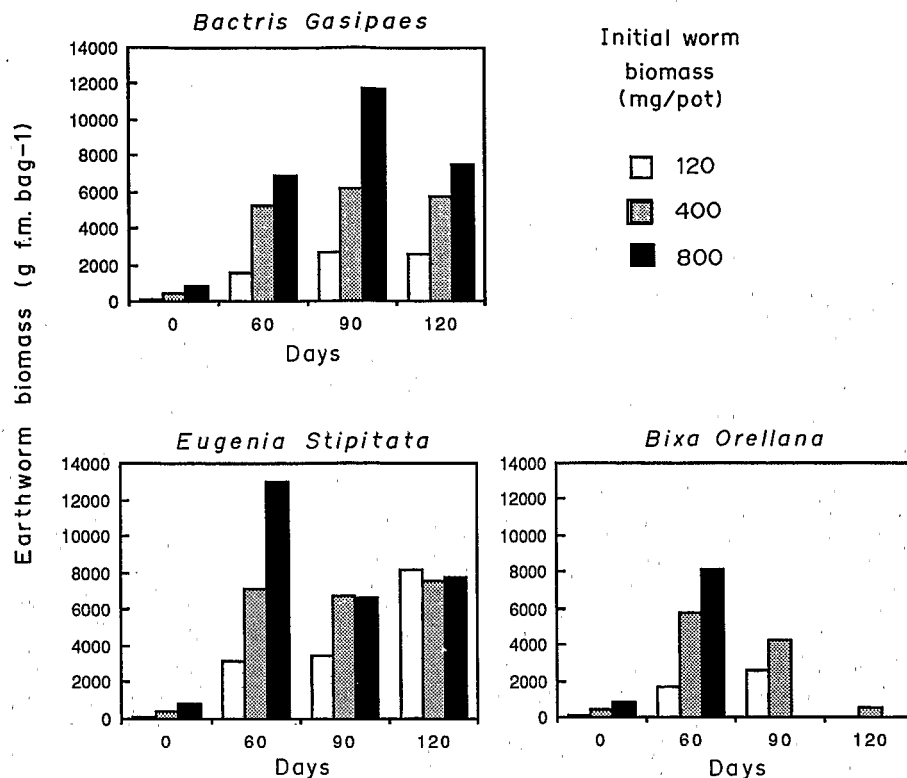 Bactris Gasipaes
Earthworm biomass (g f.m. bag-1)
14000
12000
10000
8000
6000
4000
2000
0
0 60 90 120
Days
Initial worm
biomass
(mg/pot)
120
400
800
Eugenia Stipitata
14000
12000
10000
8000
6000
4000
2000
0
0 60 90 120
Days
Bixa Orellana
14000
12000
10000
8000
6000
4000
2000
0
0 60 90 120
Days